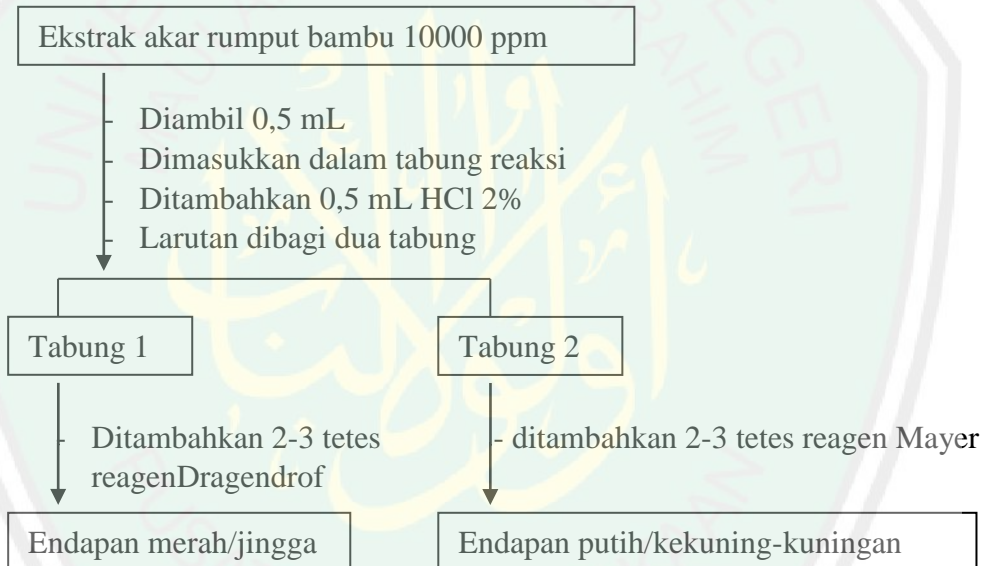 Ekstrak akar rumput bambu 10000 ppm
- Diambil 0,5 mL
- Dimasukkan dalam tabung reaksi
- Ditambahkan 0,5 mL HCl 2%
- Larutan dibagi dua tabung
Tabung 1
Tabung 2
- Ditambahkan 2-3 tetes
reagenDragendrof
- ditambahkan 2-3 tetes reagen Mayer
Endapan merah/jingga
Endapan putih/kekuning-kuningan